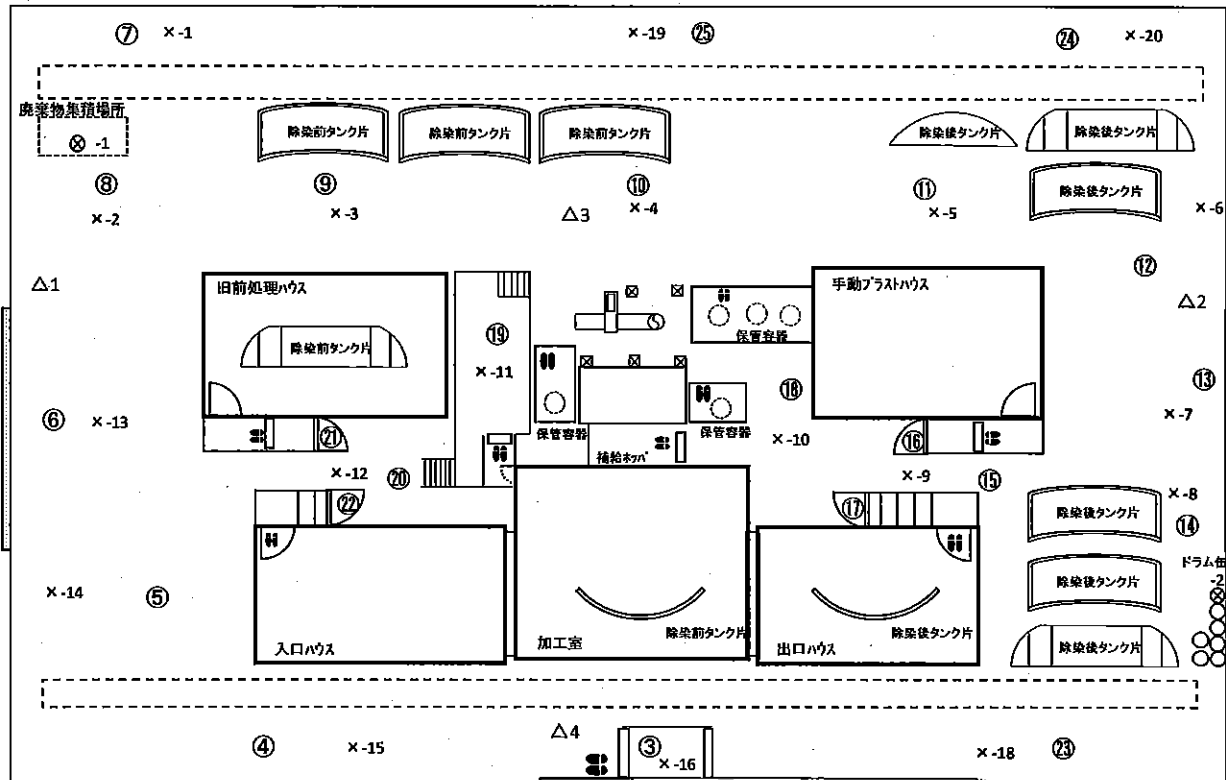 ⑦ ×-1 ×-19 ㉕ ㉔ ×-20
廃棄物集積場所
⊗ -1
除染前タンク片 除染前タンク片 除染前タンク片 除染後タンク片 除染後タンク片
⑧ ⑨ ⑩ ⑪ 除染後タンク片
×-2 ×-3 △3 ×-4 ×-5 ×-6
⑫
△1 旧前処理ハウス 手動ブラストハウス △2
除染前タンク片 ⑲ 保管容器
×-11 ⑱ ⑬
⑥ ×-13 ×-7
㉑ 保管容器 保管容器 ×-10 ⑯
×-12 ⑳ 補給ホッパ ×-9 ⑮
㉒ ⑰ ×-8
除染後タンク片 ⑭
ドラム缶
-2
×-14 ⑤ 除染後タンク片
除染前タンク片 除染後タンク片 除染後タンク片
入口ハウス 加工室 出口ハウス
④ ×-15 △4 ③ ×-16 ×-18 ㉓